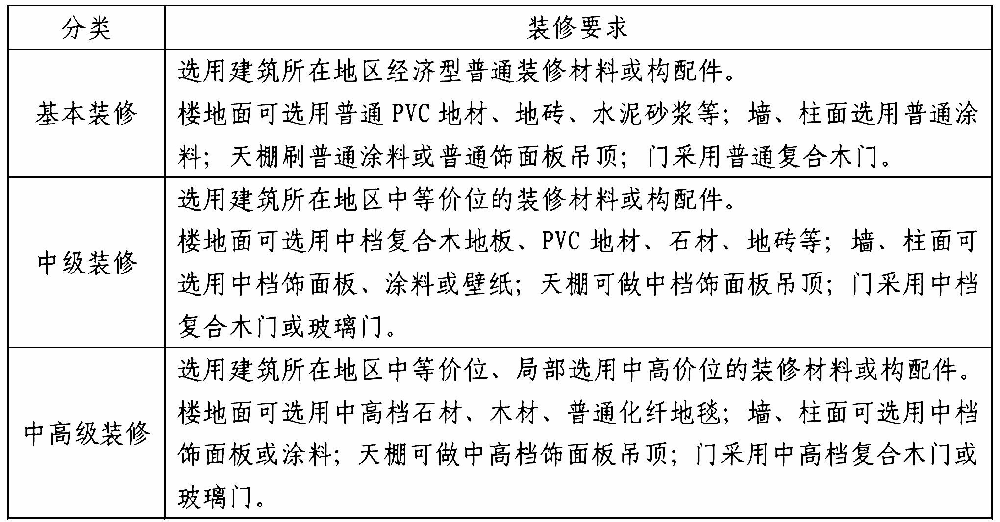 分类
装修要求
基本装修
选用建筑所在地区经济型普通装修材料或构配件。
楼地面可选用普通 PVC 地材、地砖、水泥砂浆等；墙、柱面选用普通涂
料；天棚刷普通涂料或普通饰面板吊顶；门采用普通复合木门。
中级装修
选用建筑所在地区中等价位的装修材料或构配件。
楼地面可选用中档复合木地板、PVC 地材、石材、地砖等；墙、柱面可
选用中档饰面板、涂料或壁纸；天棚可做中档饰面板吊顶；门采用中档
复合木门或玻璃门。
中高级装修
选用建筑所在地区中等价位、局部选用中高价位的装修材料或构配件。
楼地面可选用中高档石材、木材、普通化纤地毯；墙、柱面可选用中档
饰面板或涂料；天棚可做中高档饰面板吊顶；门采用中高档复合木门或
玻璃门。